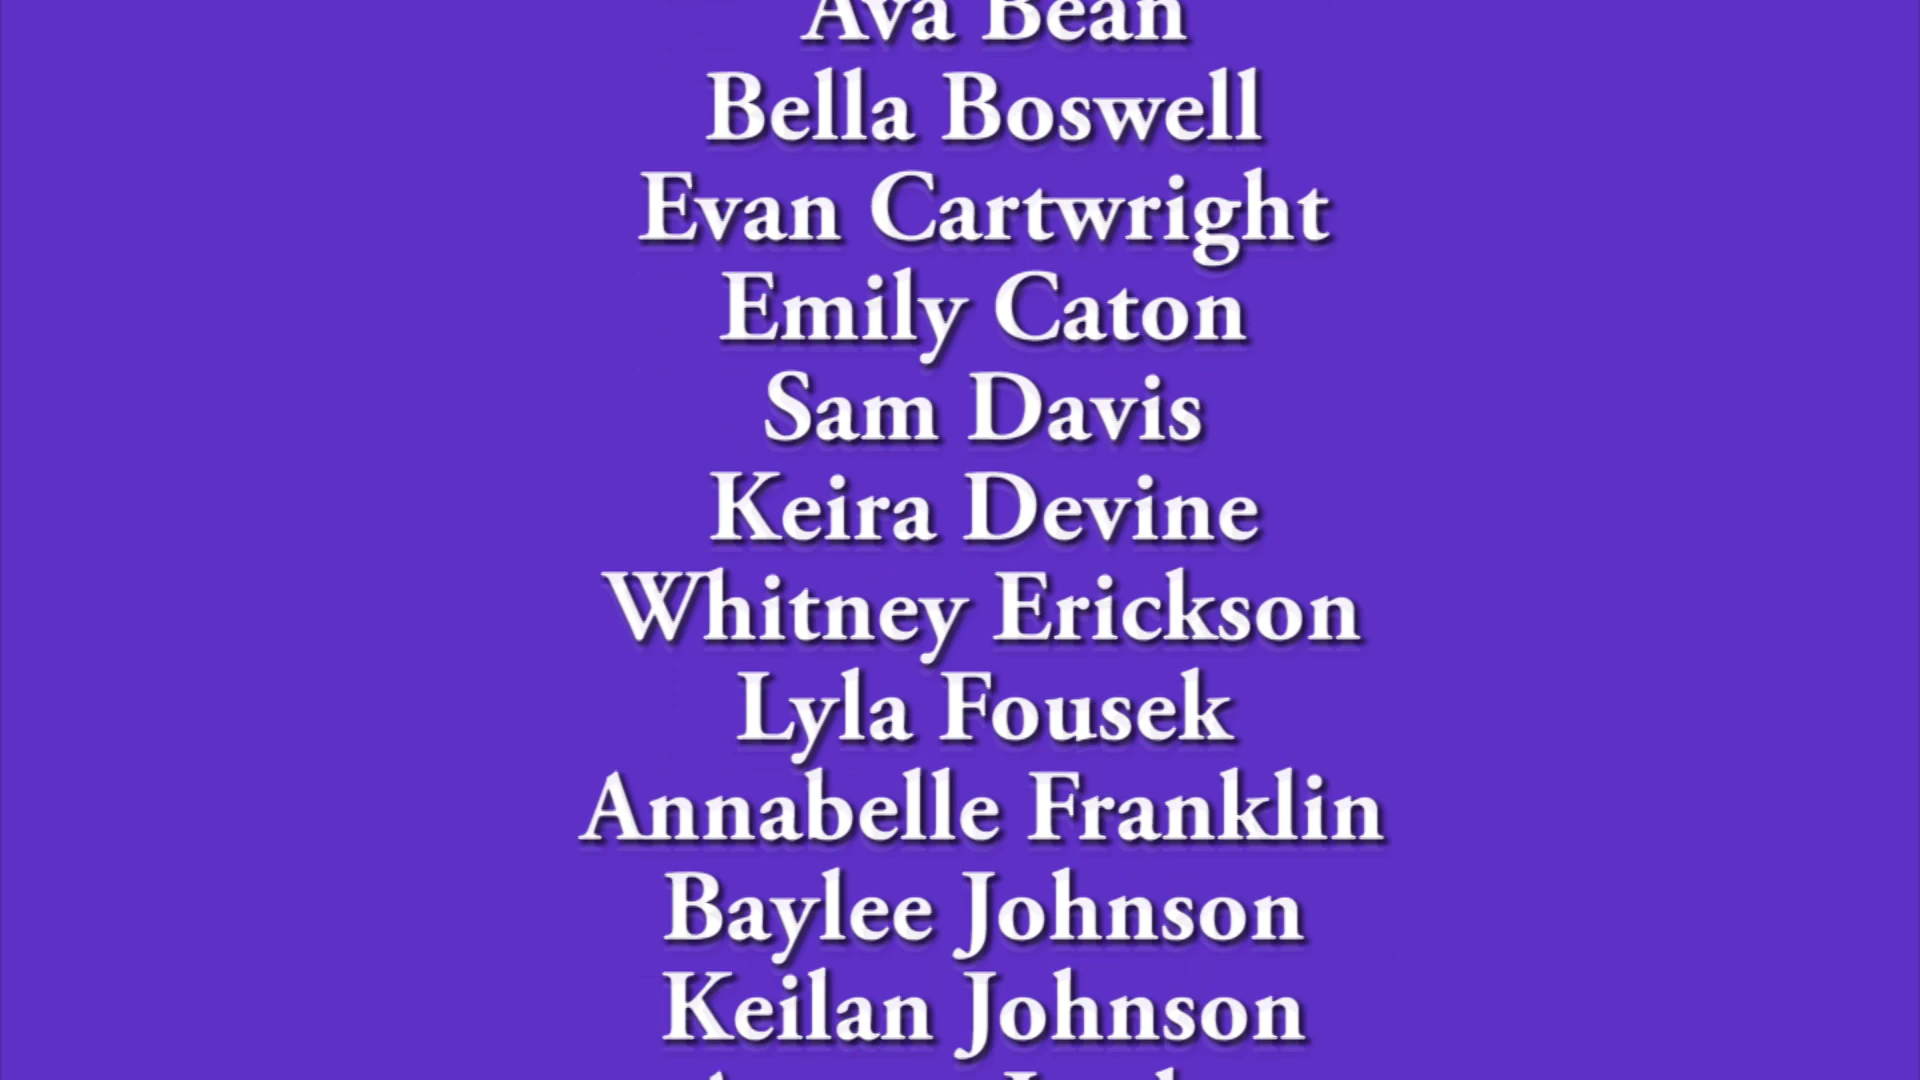 Ava Bean
Bella Boswell
Evan Cartwright
Emily Caton
Sam Davis
Keira Devine
Whitney Erickson
Lyla Fousek
Annabelle Franklin
Baylee Johnson
Keilan Johnson